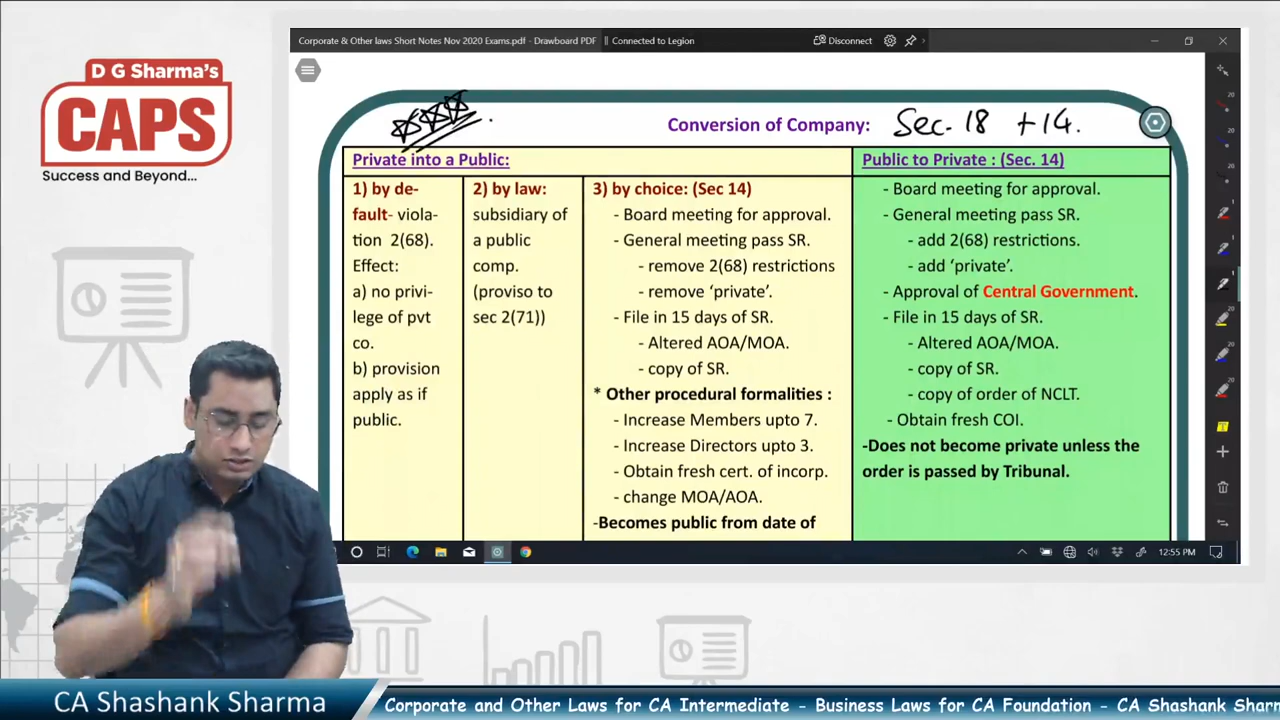 D G Sharma's
CAPS
Success and Beyond...
Corporate & Other laws Short Notes Nov 2020 Exams.pdf - Drawboard PDF
Connected to Legion
Disconnect
Conversion of Company: Sec. 18 + 14.
Private into a Public:
1) by de-
fault- viola-
tion 2(68).
Effect:
a) no privi-
lege of pvt
co.
b) provision
apply as if
public.
2) by law:
subsidiary of
a public
comp.
(proviso to
sec 2(71))
3) by choice: (Sec 14)
- Board meeting for approval.
- General meeting pass SR.
- remove 2(68) restrictions
- remove ‘private’.
- File in 15 days of SR.
- Altered AOA/MOA.
- copy of SR.
* Other procedural formalities :
- Increase Members upto 7.
- Increase Directors upto 3.
- Obtain fresh cert. of incorp.
- change MOA/AOA.
-Becomes public from date of
Public to Private : (Sec. 14)
- Board meeting for approval.
- General meeting pass SR.
- add 2(68) restrictions.
- add ‘private’.
- Approval of Central Government.
- File in 15 days of SR.
- Altered AOA/MOA.
- copy of SR.
- copy of order of NCLT.
- Obtain fresh COI.
-Does not become private unless the
order is passed by Tribunal.
12:55 PM
CA Shashank Sharma
Corporate and Other Laws for CA Intermediate - Business Laws for CA Foundation - CA Shashank Shar